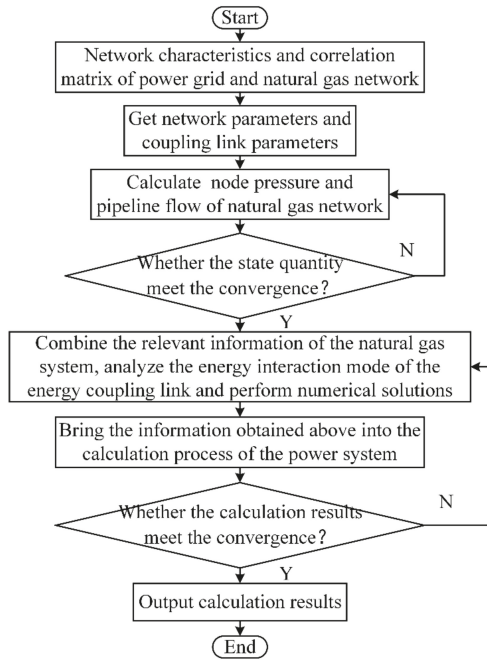 Start
Network characteristics and correlation
matrix of power grid and natural gas network
Get network parameters and
coupling link parameters
Calculate node pressure and
pipeline flow of natural gas network
N
Whether the state quantity
meet the convergence?
Y
Combine the relevant information of the natural gas
system, analyze the energy interaction mode of the
energy coupling link and perform numerical solutions
Bring the information obtained above into the
calculation process of the power system
N
Whether the calculation results
meet the convergence?
Y
Output calculation results
End